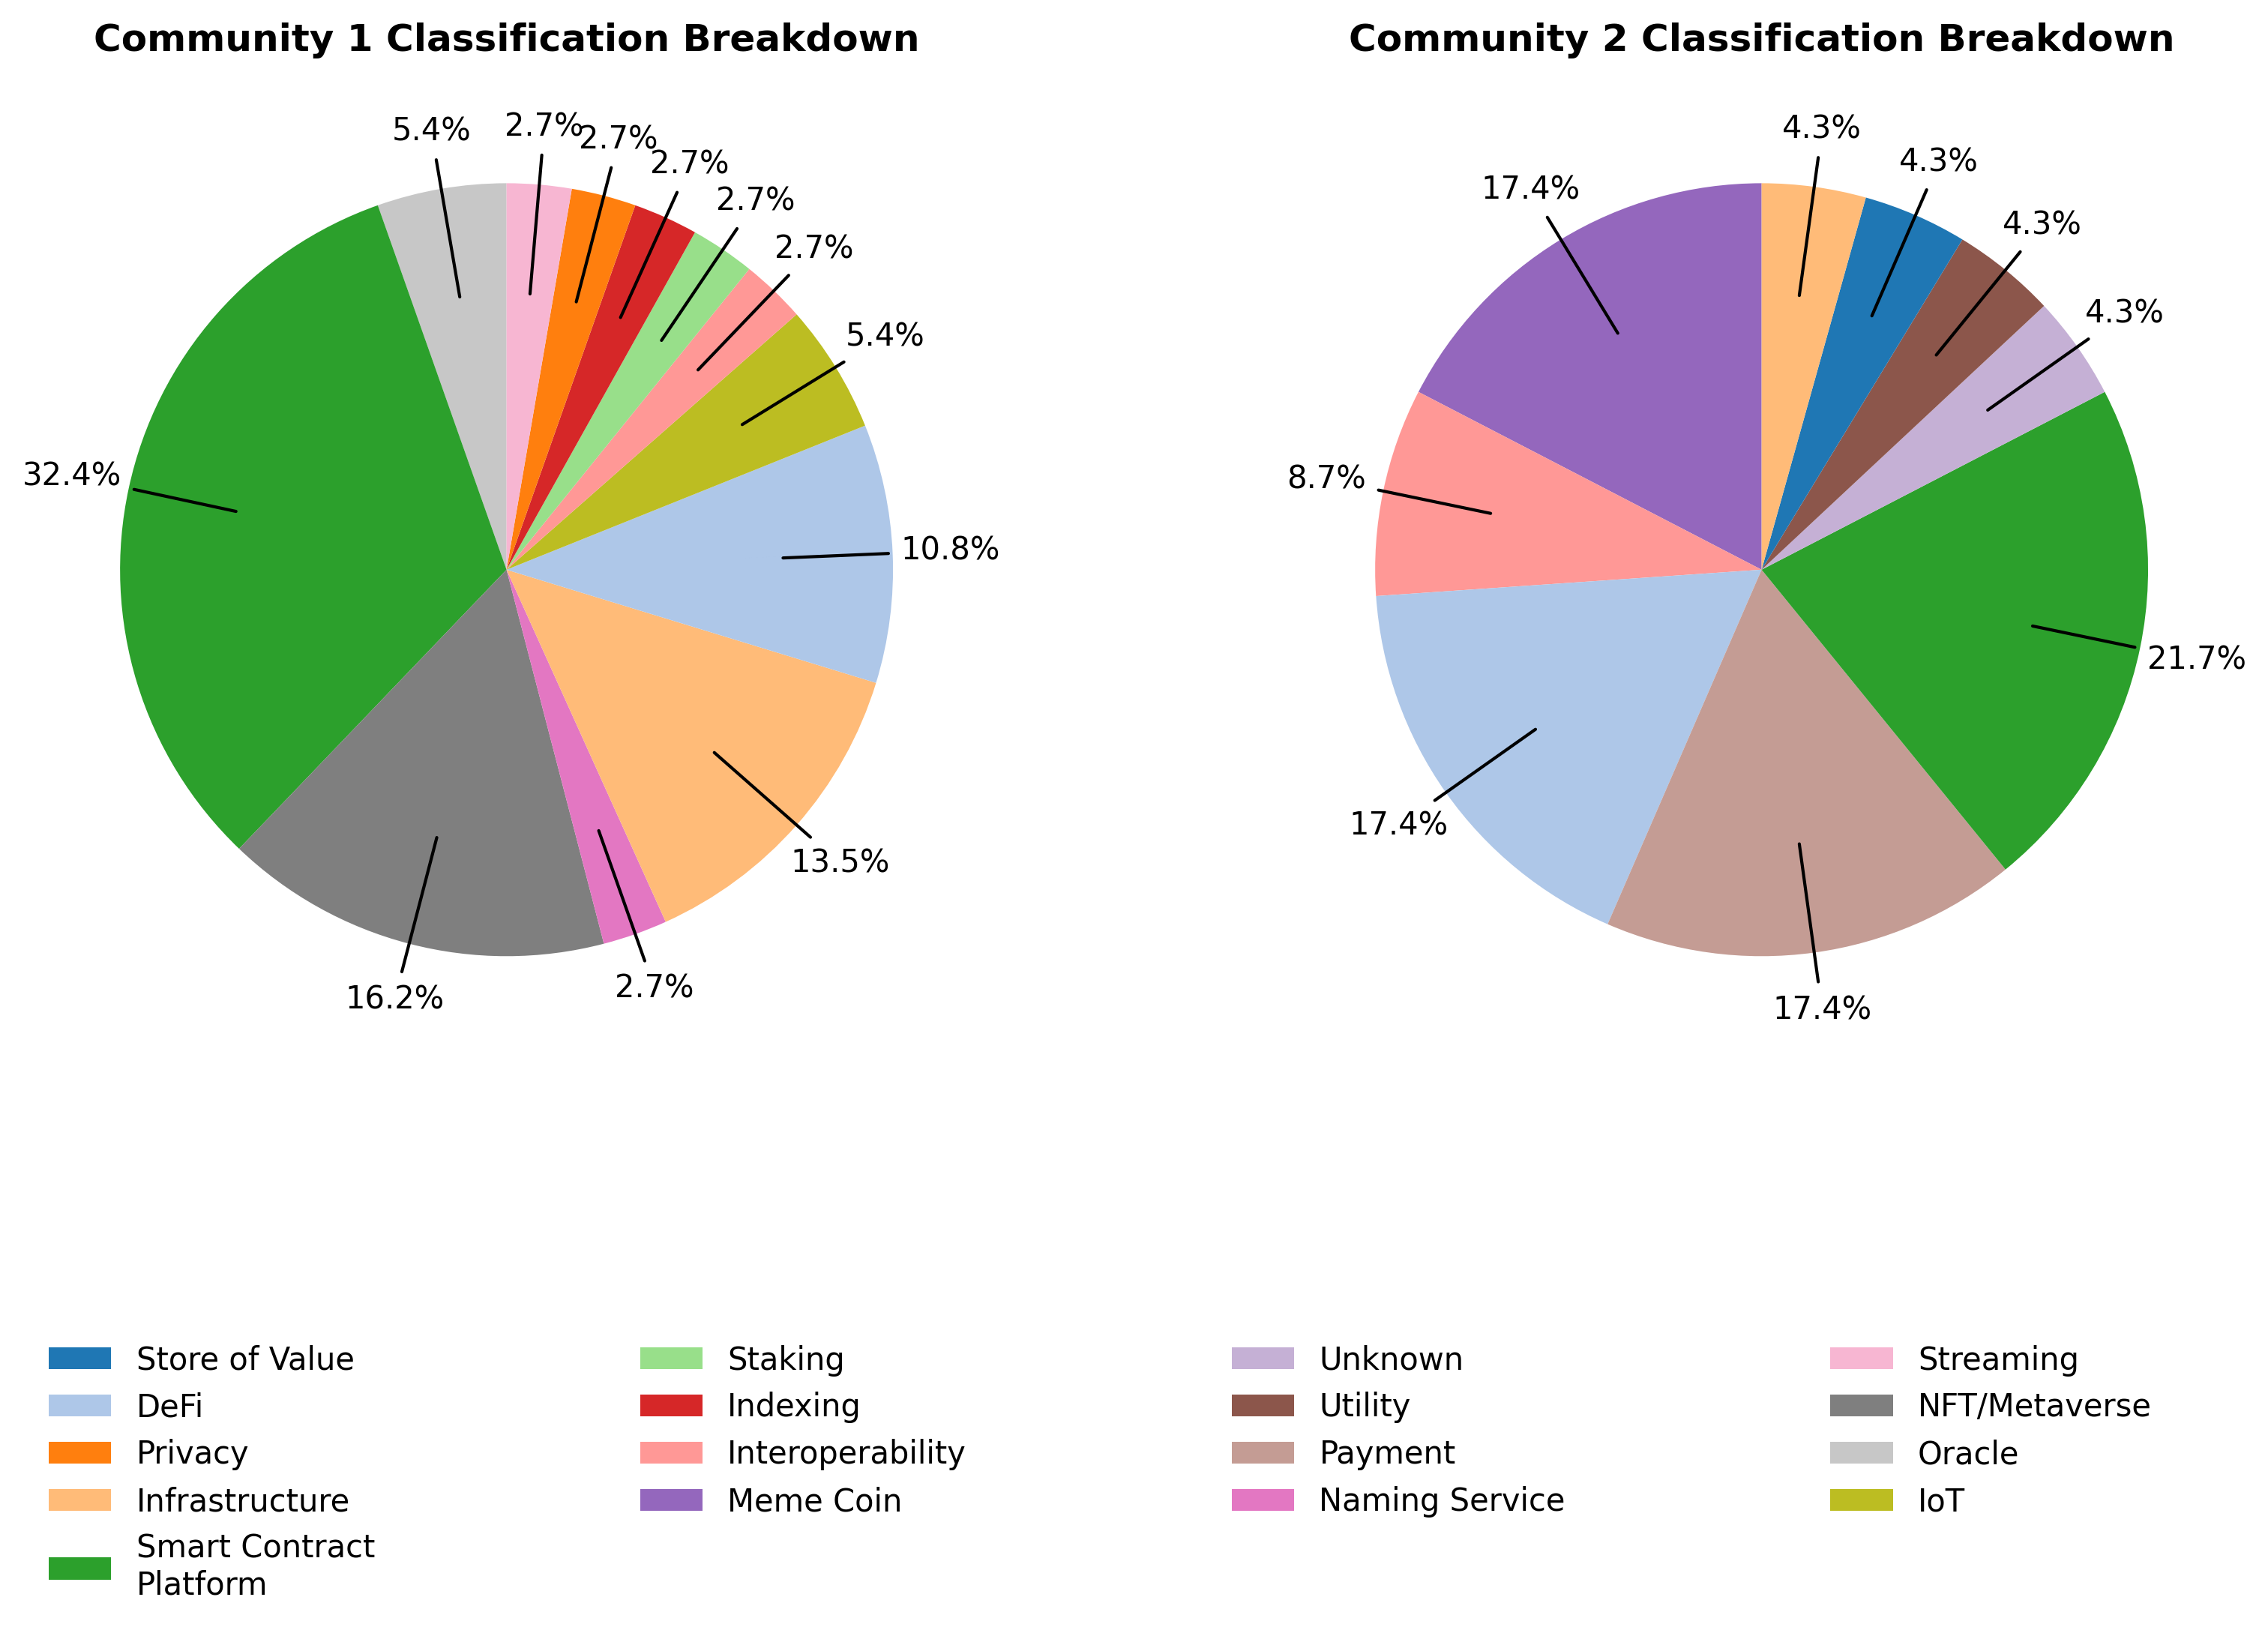 Community 1 Classification Breakdown
5.4%
2.7%
2.7%
2.7%
2.7%
2.7%
5.4%
32.4%
10.8%
13.5%
2.7%
16.2%
Community 2 Classification Breakdown
4.3%
4.3%
4.3%
4.3%
17.4%
8.7%
21.7%
17.4%
17.4%
Store of Value
DeFi
Privacy
Infrastructure
Smart Contract
Platform
Staking
Indexing
Interoperability
Meme Coin
Unknown
Utility
Payment
Naming Service
Streaming
NFT/Metaverse
Oracle
IoT